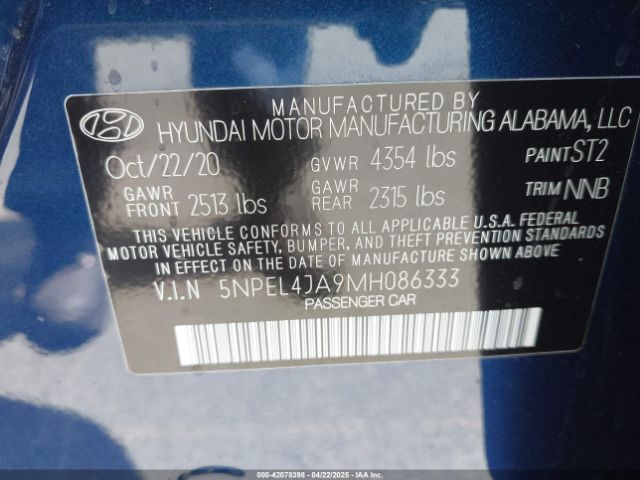 MANUFACTURED BY
HYUNDAI MOTOR MANUFACTURING ALABAMA, LLC
Oct/22/20 GVWR 4354 lbs PAINT ST2
GAWR FRONT 2513 lbs GAWR REAR 2315 lbs TRIM NNB
THIS VEHICLE CONFORMS TO ALL APPLICABLE U.S.A. FEDERAL
MOTOR VEHICLE SAFETY, BUMPER, AND THEFT PREVENTION
STANDARDS IN EFFECT ON THE DATE OF MANUFACTURE SHOWN ABOVE.
V.I.N 5NPEL4JA9MH086333
PASSENGER CAR
000-42078398 - 04/22/2025 - IAAI.COM